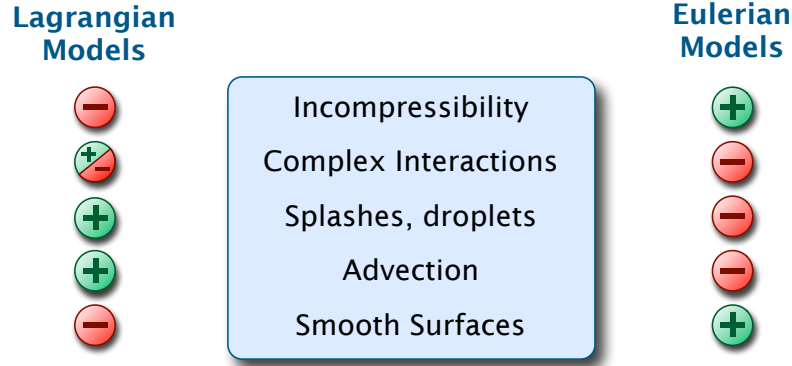 Lagrangian
Models
Eulerian
Models
Incompressibility
Complex Interactions
Splashes, droplets
Advection
Smooth Surfaces